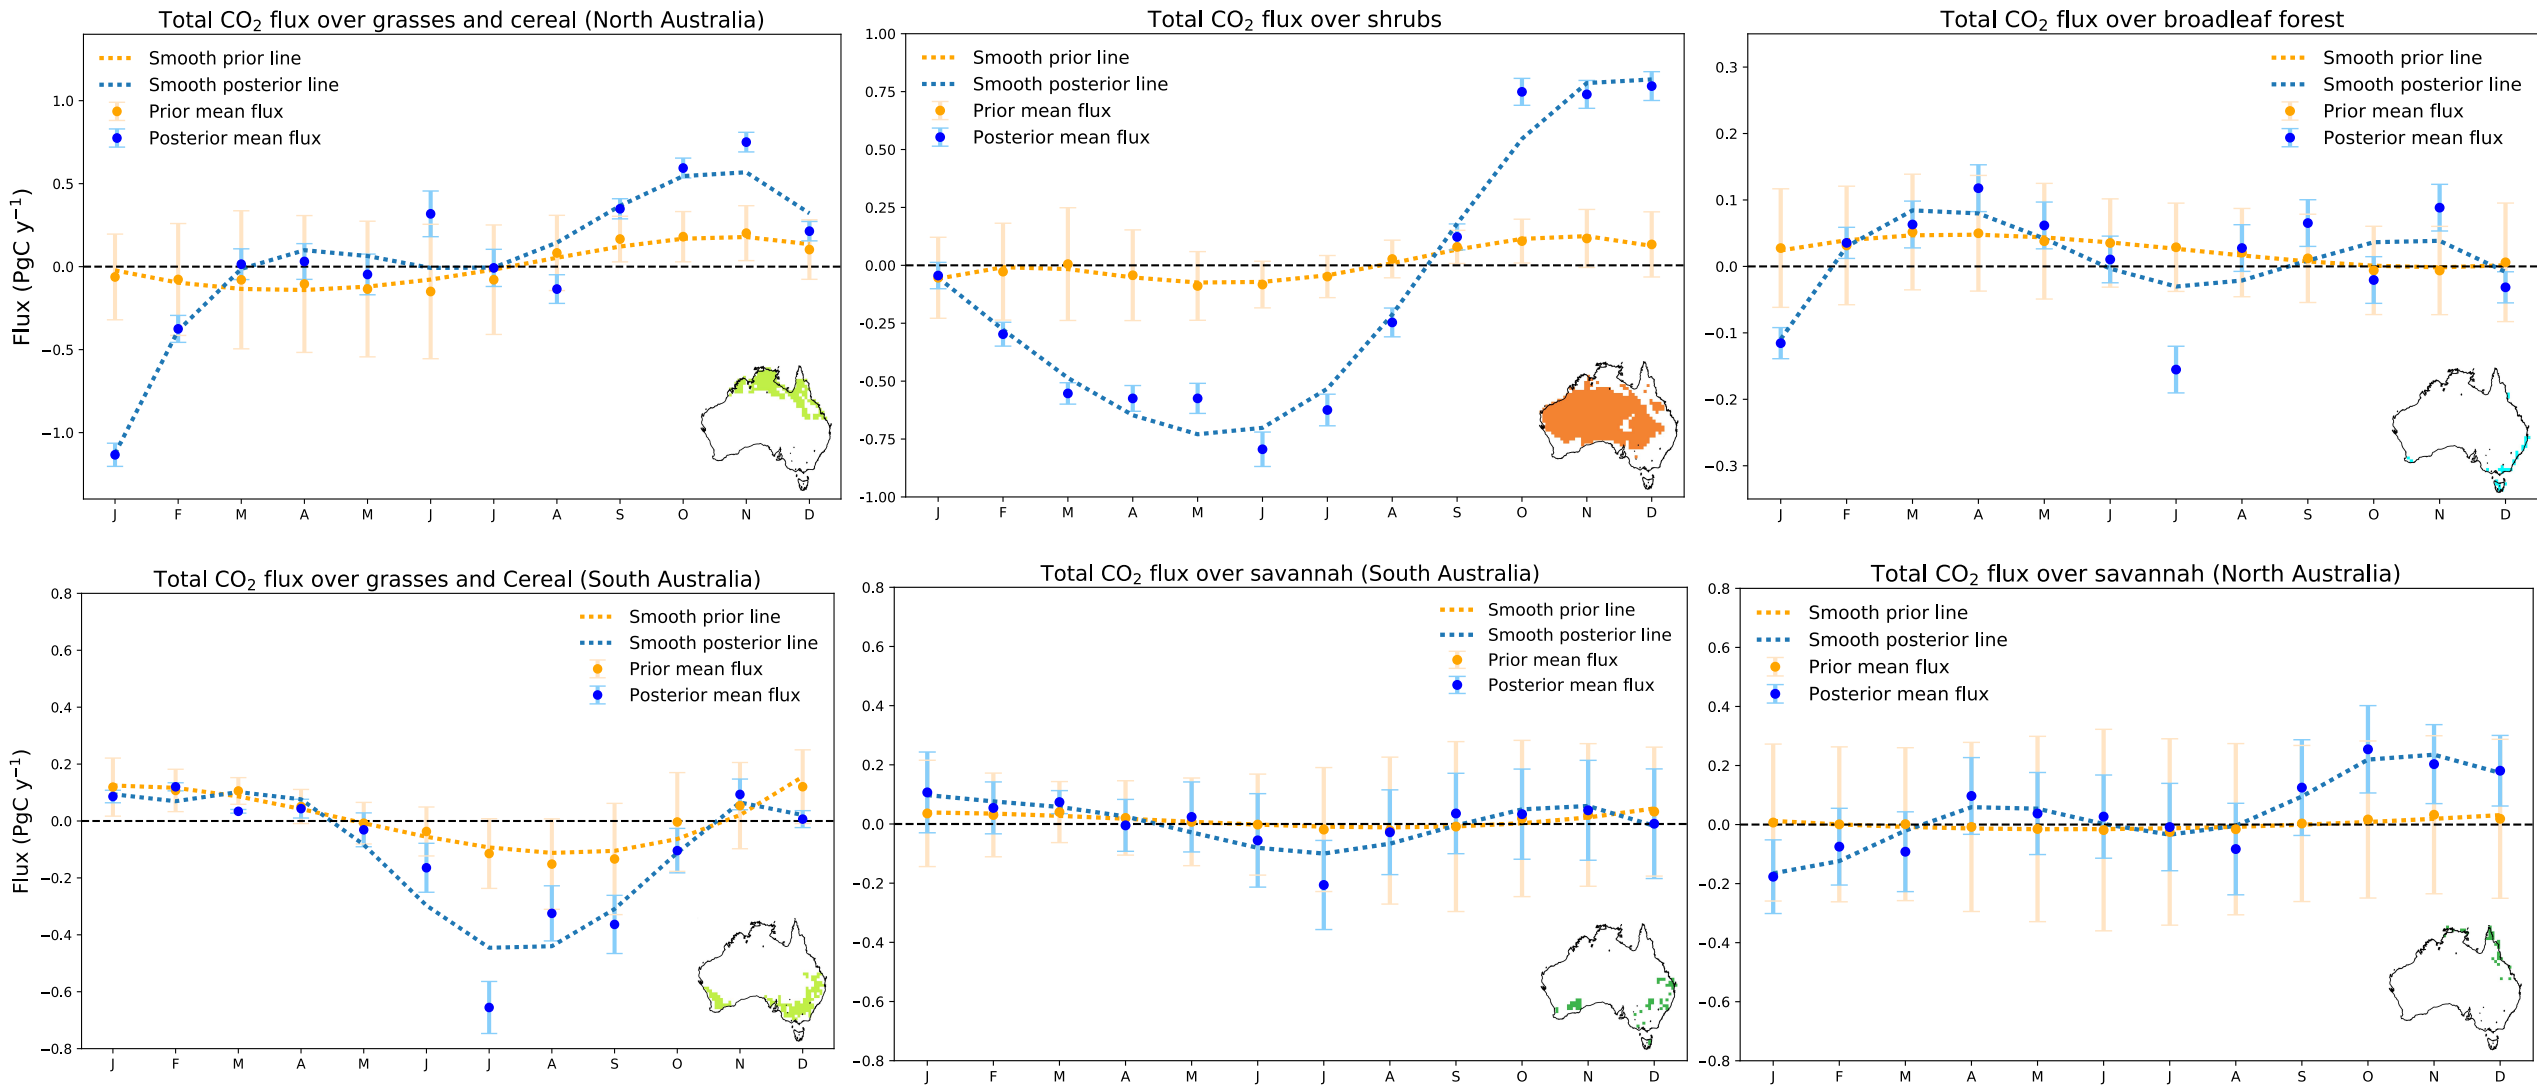 Total CO₂ flux over grasses and cereal (North Australia)
Smooth prior line
Smooth posterior line
Prior mean flux
Posterior mean flux
Flux (PgC y⁻¹)
1.0
0.5
0.0
−0.5
−1.0
J F M A M J J A S O N D
Total CO₂ flux over shrubs
Smooth prior line
Smooth posterior line
Prior mean flux
Posterior mean flux
1.00
0.75
0.50
0.25
0.00
-0.25
-0.50
-0.75
-1.00
J F M A M J J A S O N D
Total CO₂ flux over broadleaf forest
Smooth prior line
Smooth posterior line
Prior mean flux
Posterior mean flux
0.3
0.2
0.1
0.0
−0.1
−0.2
−0.3
J F M A M J J A S O N D
Total CO₂ flux over grasses and Cereal (South Australia)
Smooth prior line
Smooth posterior line
Prior mean flux
Posterior mean flux
Flux (PgC y⁻¹)
0.8
0.6
0.4
0.2
0.0
−0.2
−0.4
−0.6
−0.8
J F M A M J J A S O N D
Total CO₂ flux over savannah (South Australia)
Smooth prior line
Smooth posterior line
Prior mean flux
Posterior mean flux
0.8
0.6
0.4
0.2
0.0
−0.2
−0.4
−0.6
−0.8
J F M A M J J A S O N D
Total CO₂ flux over savannah (North Australia)
Smooth prior line
Smooth posterior line
Prior mean flux
Posterior mean flux
0.8
0.6
0.4
0.2
0.0
−0.2
−0.4
−0.6
−0.8
J F M A M J J A S O N D